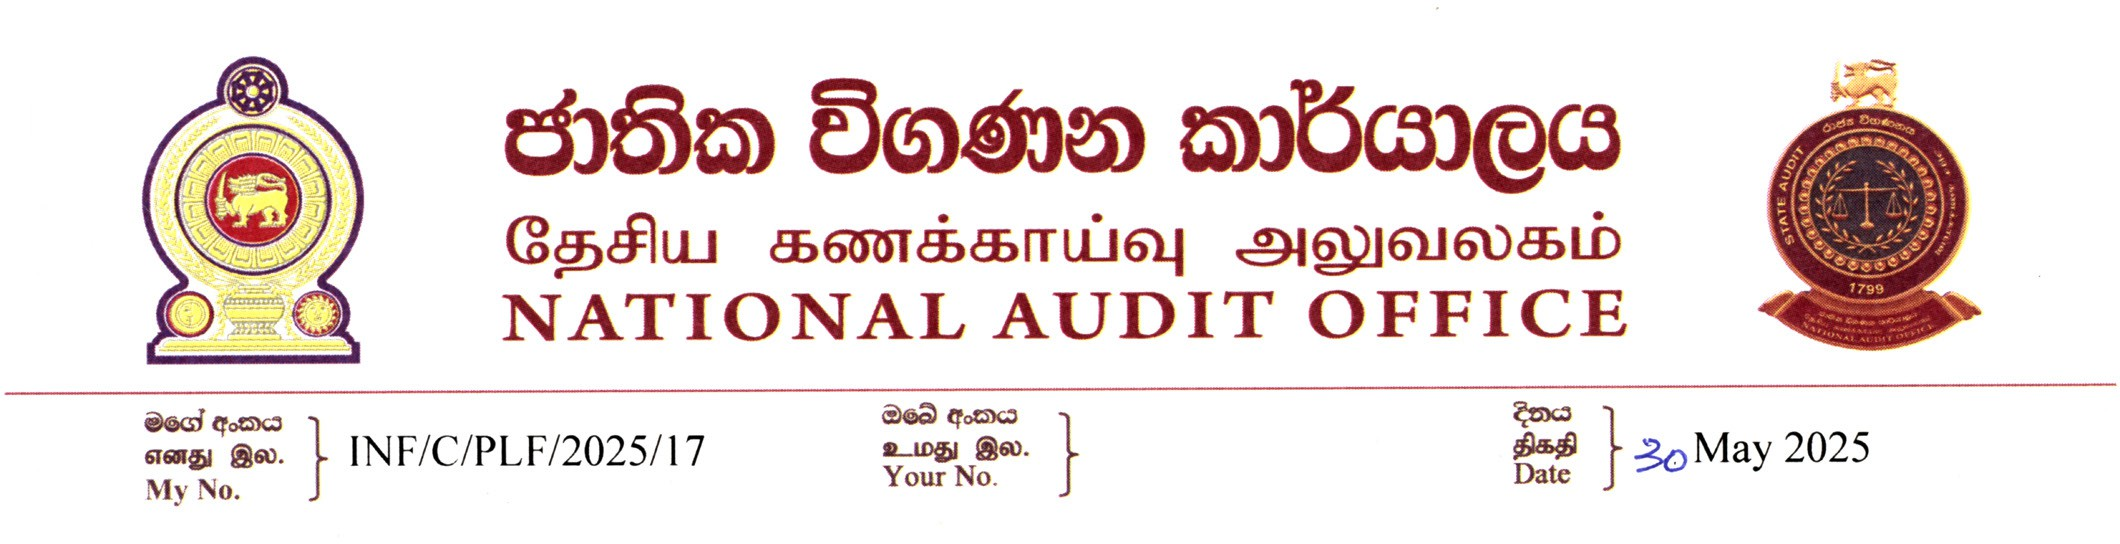 ජාතික විගණන කාර්යාලය
தேசிய கணக்காய்வு அலுவலகம்
NATIONAL AUDIT OFFICE
රාජ්‍ය විගණනය
STATE AUDIT
1799
NATIONAL AUDIT OFFICE
මගේ අංකය
எனது இல.
My No.
INF/C/PLF/2025/17
ඔබේ අංකය
உமது இல.
Your No.
දිනය
திகதி
Date
30 May 2025